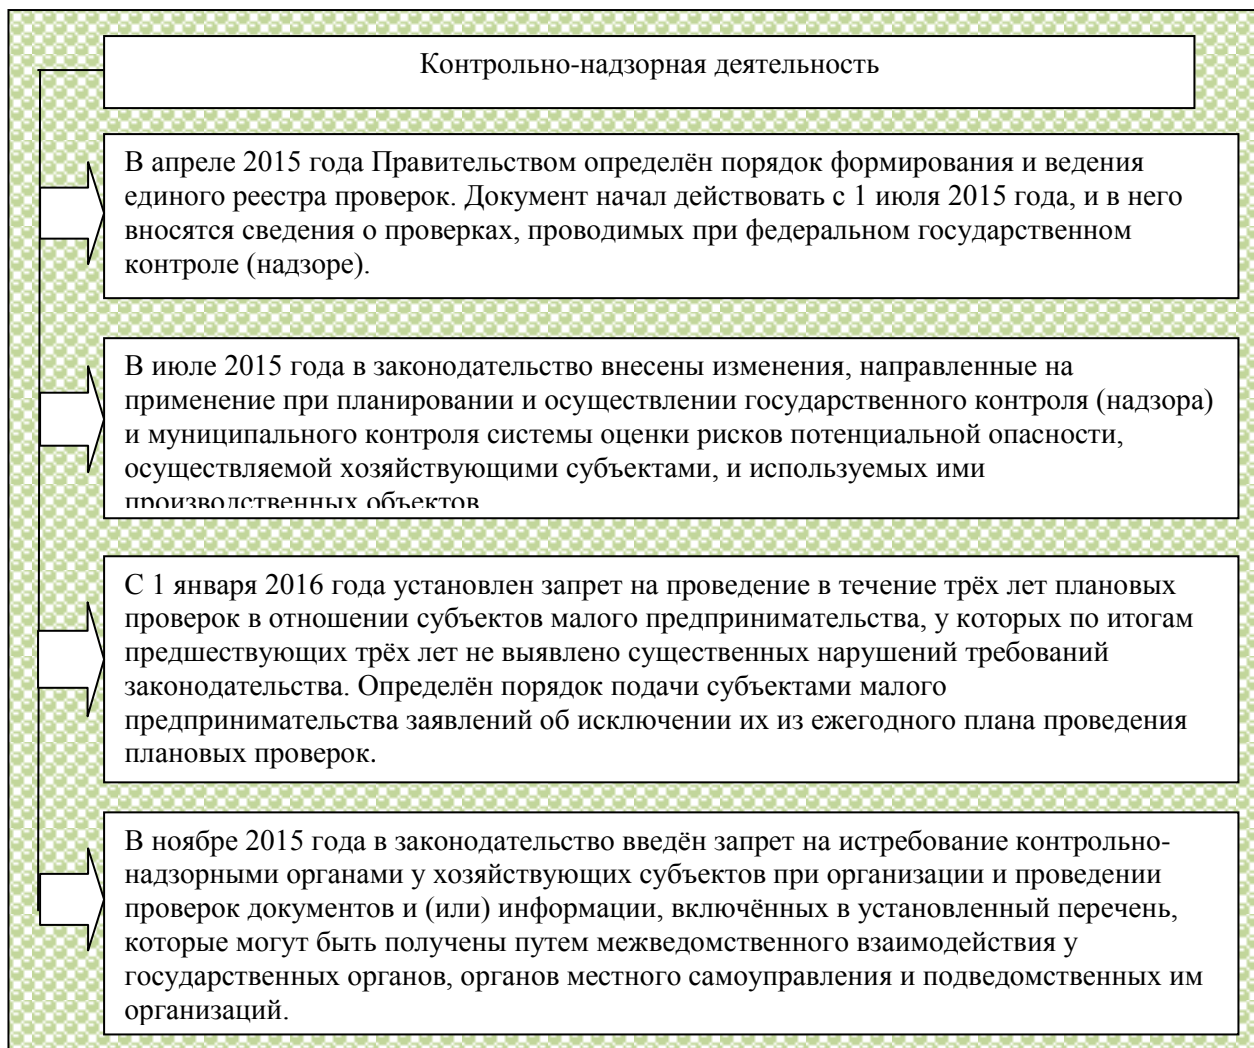 Контрольно-надзорная деятельность
В апреле 2015 года Правительством определён порядок формирования и ведения
единого реестра проверок. Документ начал действовать с 1 июля 2015 года, и в него
вносятся сведения о проверках, проводимых при федеральном государственном
контроле (надзоре).
В июле 2015 года в законодательство внесены изменения, направленные на
применение при планировании и осуществлении государственного контроля (надзора)
и муниципального контроля системы оценки рисков потенциальной опасности,
осуществляемой хозяйствующими субъектами, и используемых ими
производственных объектов
С 1 января 2016 года установлен запрет на проведение в течение трёх лет плановых
проверок в отношении субъектов малого предпринимательства, у которых по итогам
предшествующих трёх лет не выявлено существенных нарушений требований
законодательства. Определён порядок подачи субъектами малого
предпринимательства заявлений об исключении их из ежегодного плана проведения
плановых проверок.
В ноябре 2015 года в законодательство введён запрет на истребование контрольно-
надзорными органами у хозяйствующих субъектов при организации и проведении
проверок документов и (или) информации, включённых в установленный перечень,
которые могут быть получены путем межведомственного взаимодействия у
государственных органов, органов местного самоуправления и подведомственных им
организаций.